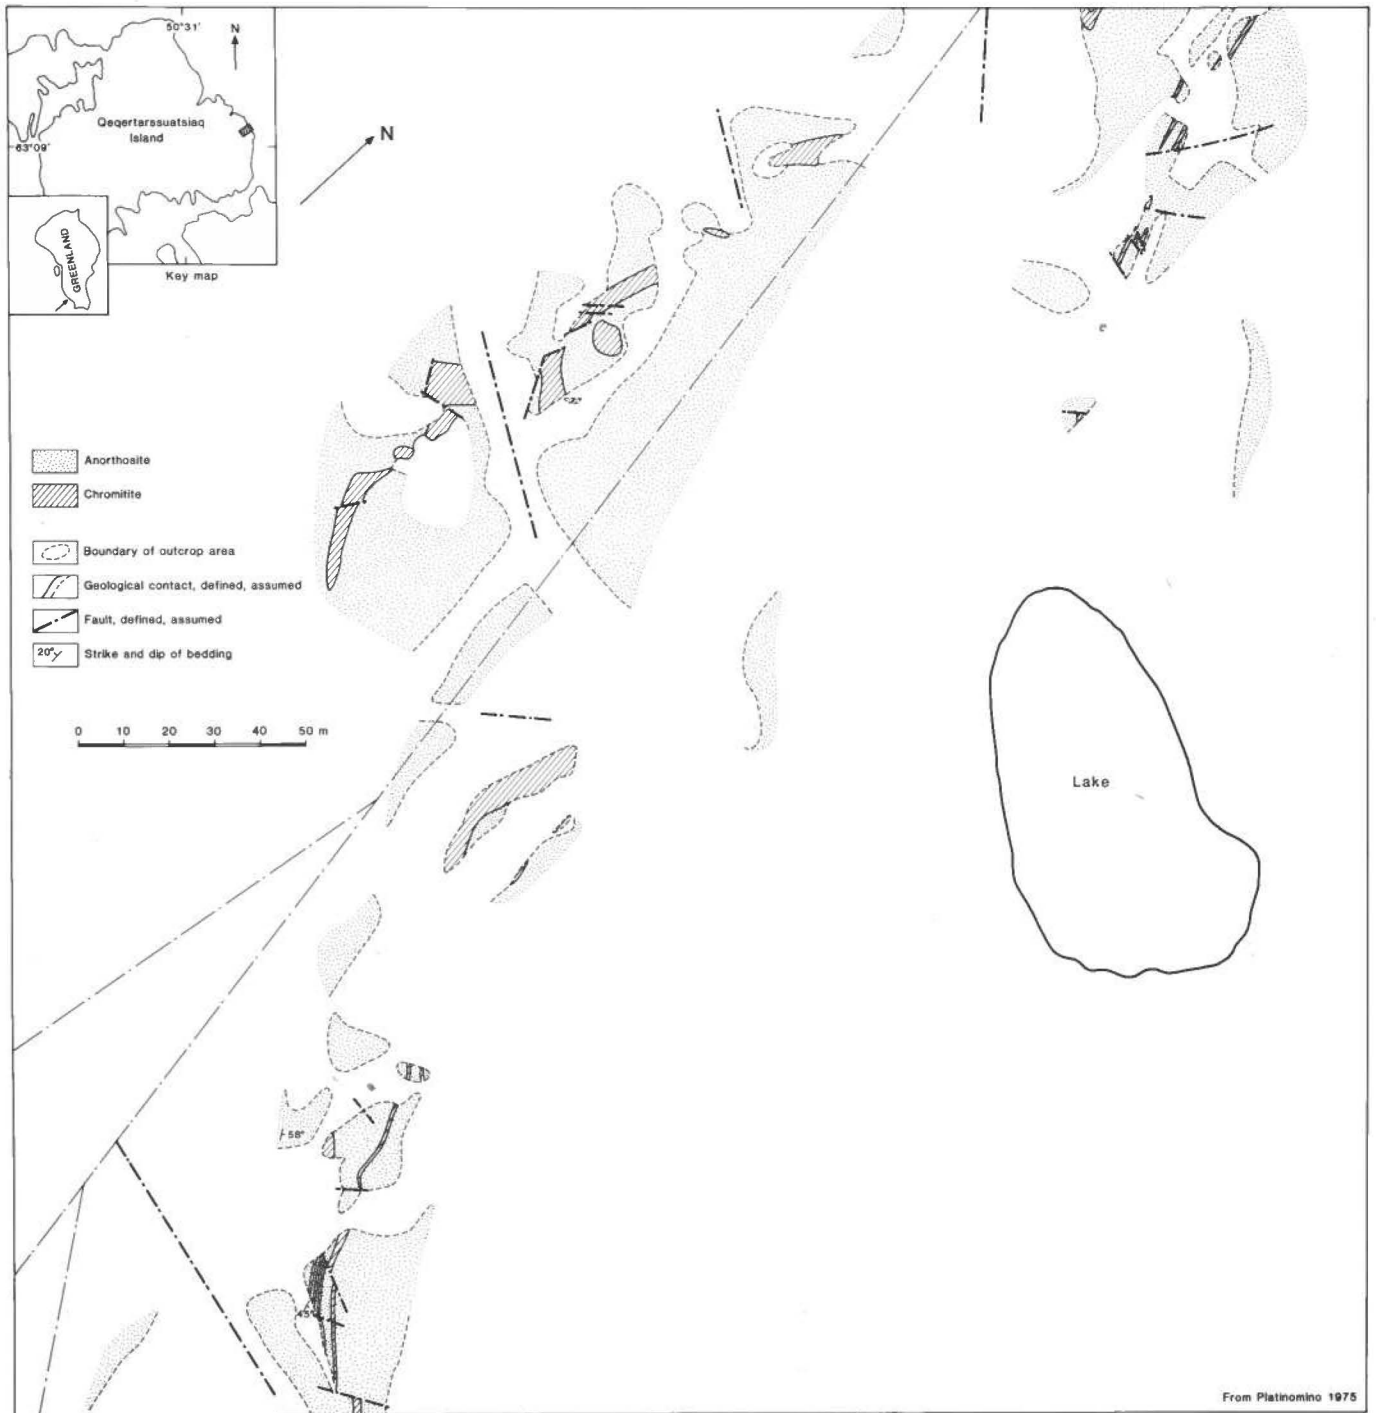 50°31'
N
Qeqertarssuatsiaq
Island
63°09'
GREENLAND
Key map
N
Anorthosite
Chromitite
Boundary of outcrop area
Geological contact, defined, assumed
Fault, defined, assumed
20° Strike and dip of bedding
0 10 20 30 40 50 m
Lake
58°
45°
From Platinomino 1975